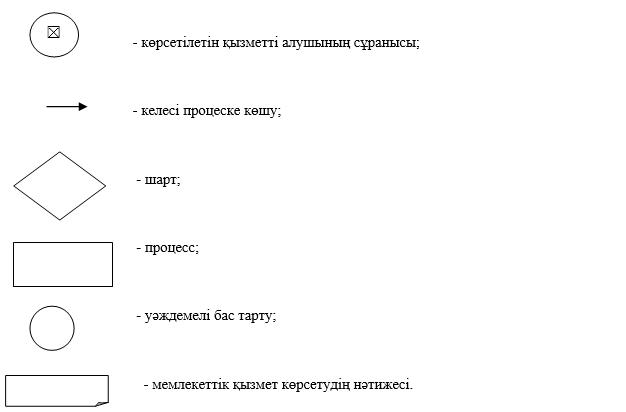 - көрсетілетін қызметті алушының сұранысы;
- келесі процеске көшу;
- шарт;
- процесс;
- уәждемелі бас тарту;
- мемлекеттік қызмет көрсетудің нәтижесі.